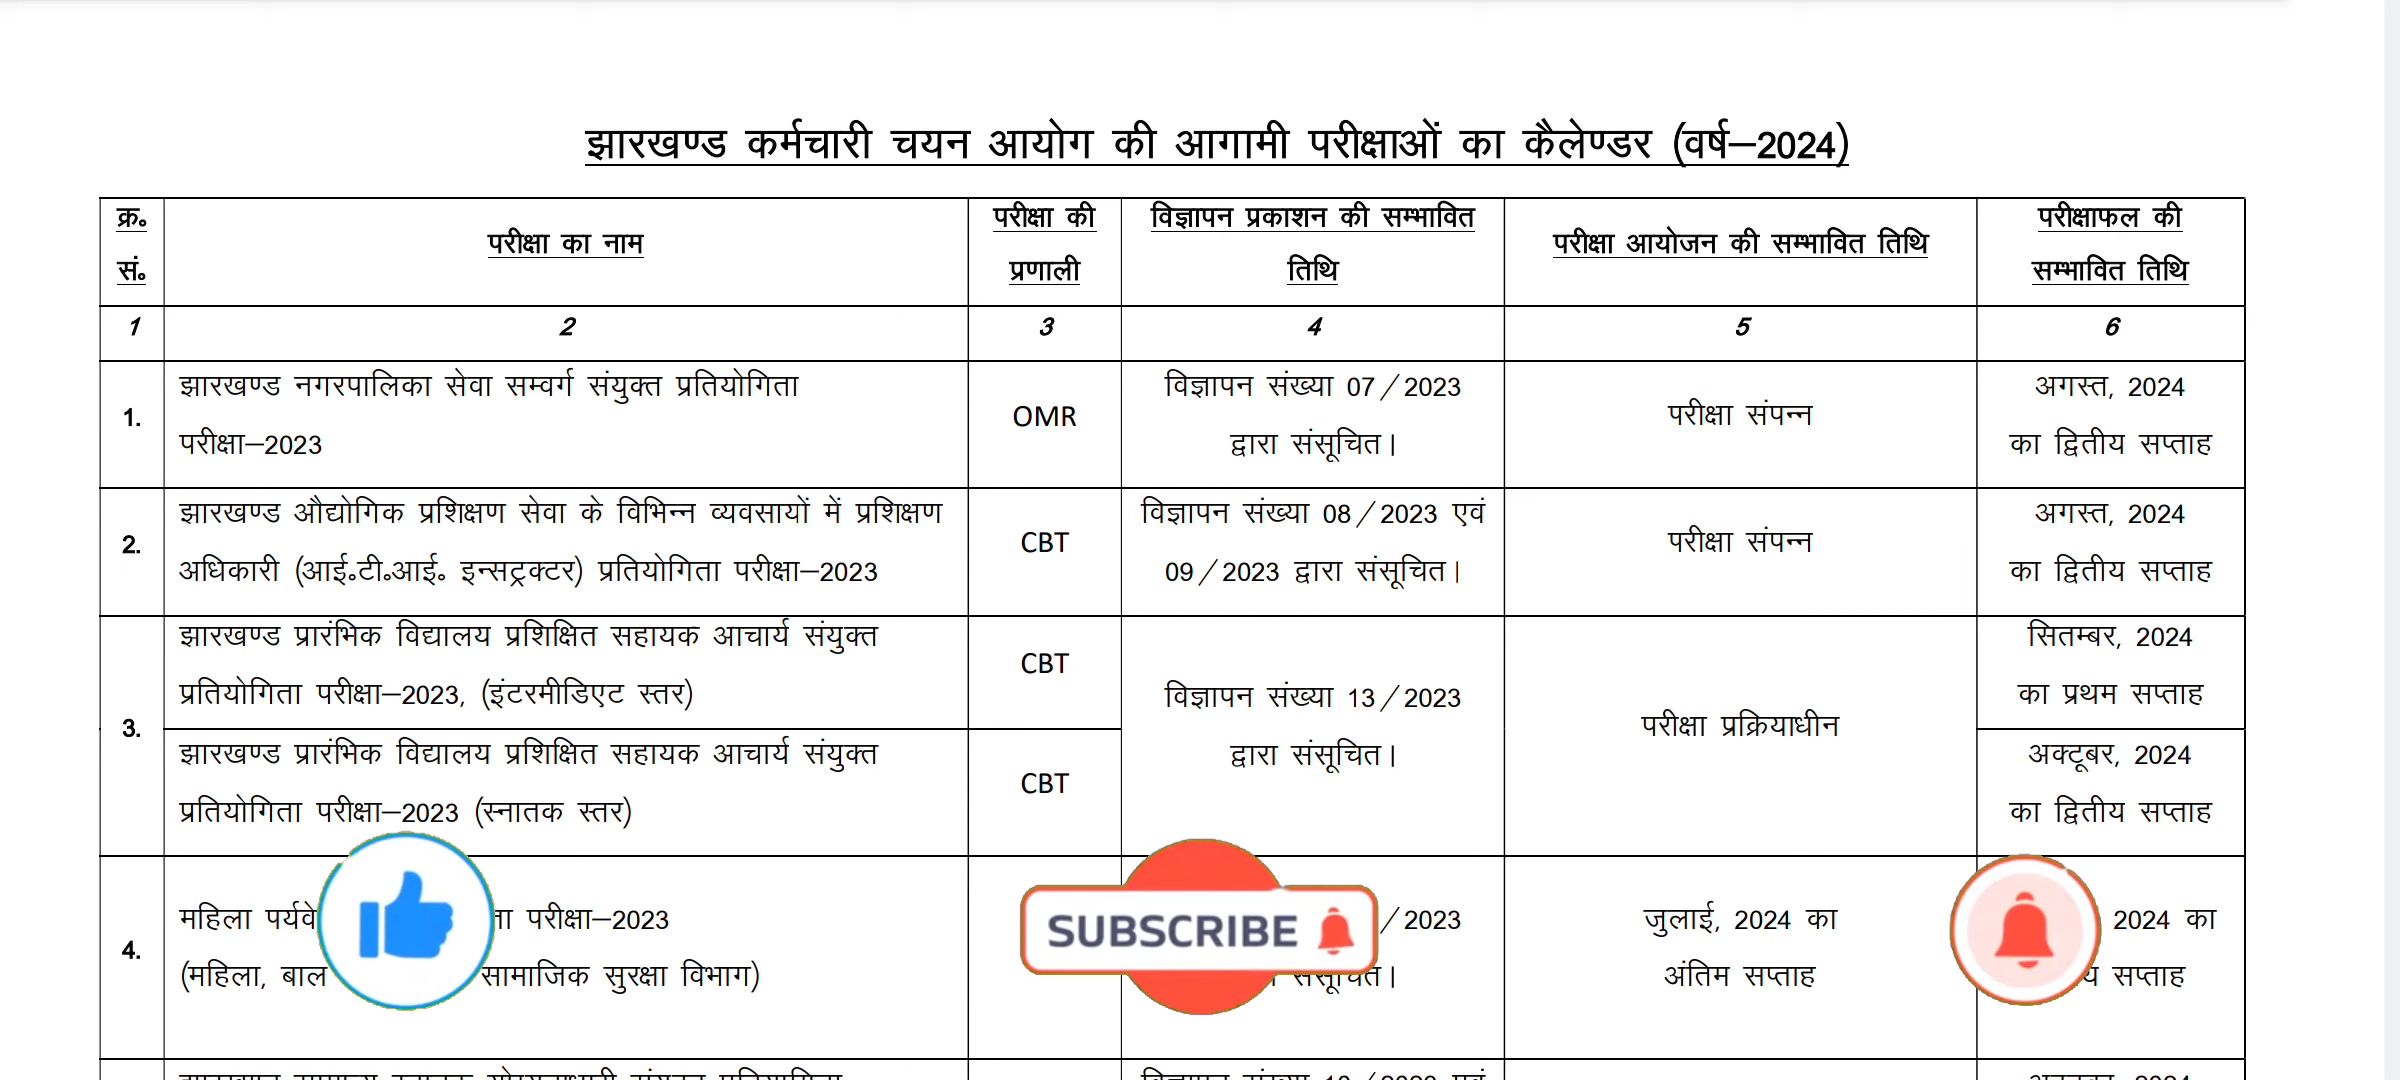 झारखण्ड कर्मचारी चयन आयोग की आगामी परीक्षाओं का कैलेण्डर (वर्ष–2024)
क्र॰ सं॰
परीक्षा का नाम
परीक्षा की प्रणाली
विज्ञापन प्रकाशन की सम्भावित तिथि
परीक्षा आयोजन की सम्भावित तिथि
परीक्षाफल की सम्भावित तिथि
1 2 3 4 5 6
1.
झारखण्ड नगरपालिका सेवा सम्वर्ग संयुक्त प्रतियोगिता
परीक्षा–2023
OMR
विज्ञापन संख्या 07/2023
द्वारा संसूचित।
परीक्षा संपन्न
अगस्त, 2024
का द्वितीय सप्ताह
2.
झारखण्ड औद्योगिक प्रशिक्षण सेवा के विभिन्न व्यवसायों में प्रशिक्षण
अधिकारी (आई॰टी॰आई॰ इन्सट्रक्टर) प्रतियोगिता परीक्षा–2023
CBT
विज्ञापन संख्या 08/2023 एवं
09/2023 द्वारा संसूचित।
परीक्षा संपन्न
अगस्त, 2024
का द्वितीय सप्ताह
3.
झारखण्ड प्रारंभिक विद्यालय प्रशिक्षित सहायक आचार्य संयुक्त
प्रतियोगिता परीक्षा–2023, (इंटरमीडिएट स्तर)
CBT
विज्ञापन संख्या 13/2023
द्वारा संसूचित।
परीक्षा प्रक्रियाधीन
सितम्बर, 2024
का प्रथम सप्ताह
झारखण्ड प्रारंभिक विद्यालय प्रशिक्षित सहायक आचार्य संयुक्त
प्रतियोगिता परीक्षा–2023 (स्नातक स्तर)
CBT
अक्टूबर, 2024
का द्वितीय सप्ताह
4.
महिला परीक्षा–2023
(महिला, बाल सामाजिक सुरक्षा विभाग)
SUBSCRIBE
/2023
जुलाई, 2024 का
अंतिम सप्ताह
2024 का
सप्ताह